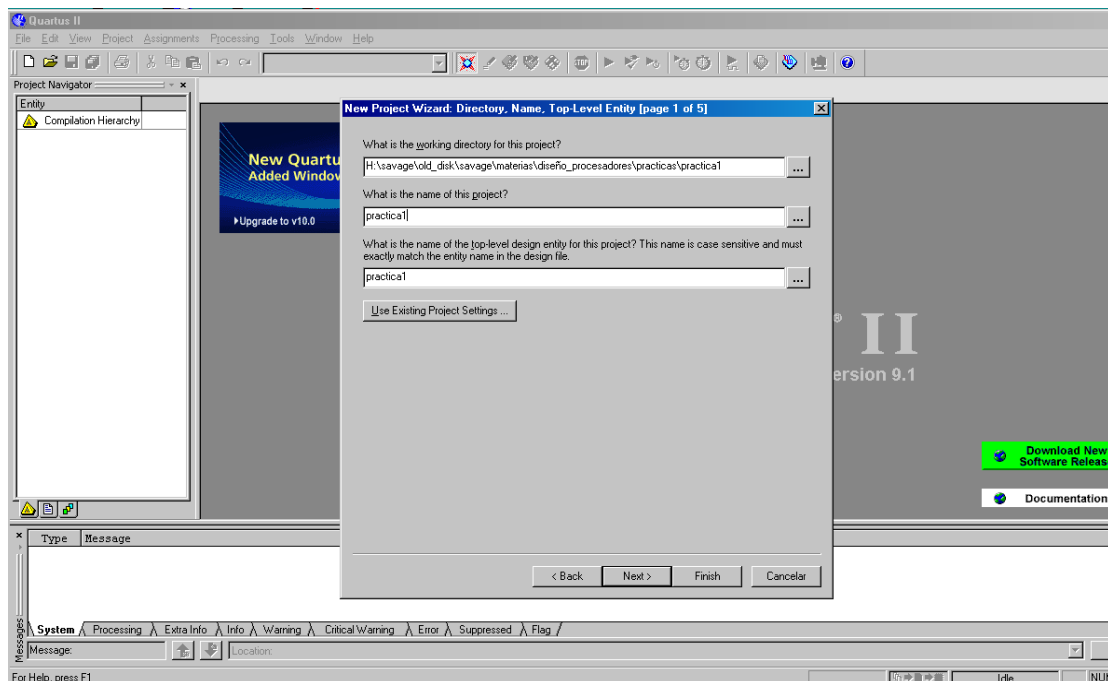 Quartus II
File Edit View Project Assignments Processing Tools Window Help
Project Navigator
Entity
Compilation Hierarchy
New Quartu
Added Window
Upgrade to v10.0
New Project Wizard: Directory, Name, Top-Level Entity [page 1 of 5]
What is the working directory for this project?
H:\savage\old_disk\savage\materias\diseño_procesadores\practicas\practica1
...
What is the name of this project?
practica1
...
What is the name of the top-level design entity for this project? This name is case sensitive and must
exactly match the entity name in the design file.
practica1
...
Use Existing Project Settings ...
< Back Next > Finish Cancelar
® II
ersion 9.1
Download New
Software Releas
Documentation
Type Message
System Processing Extra Info Info Warning Critical Warning Error Suppressed Flag
Messages
Message: Location:
For Help, press F1 Idle NUM